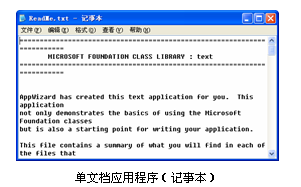 ReadMe.txt - 记事本
文件(F) 编辑(E) 格式(O) 查看(V) 帮助(H)
========================================================
===========
MICROSOFT FOUNDATION CLASS LIBRARY : text
========================================================
===========
AppWizard has created this text application for you.  This
application
not only demonstrates the basics of using the Microsoft
Foundation classes
but is also a starting point for writing your application.
This file contains a summary of what you will find in each of
the files that
单文档应用程序（记事本）